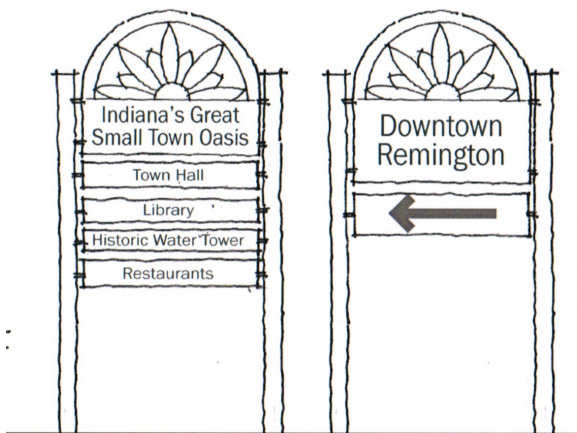 Indiana's Great
Small Town Oasis
Town Hall
Library
Historic Water Tower
Restaurants
Downtown
Remington